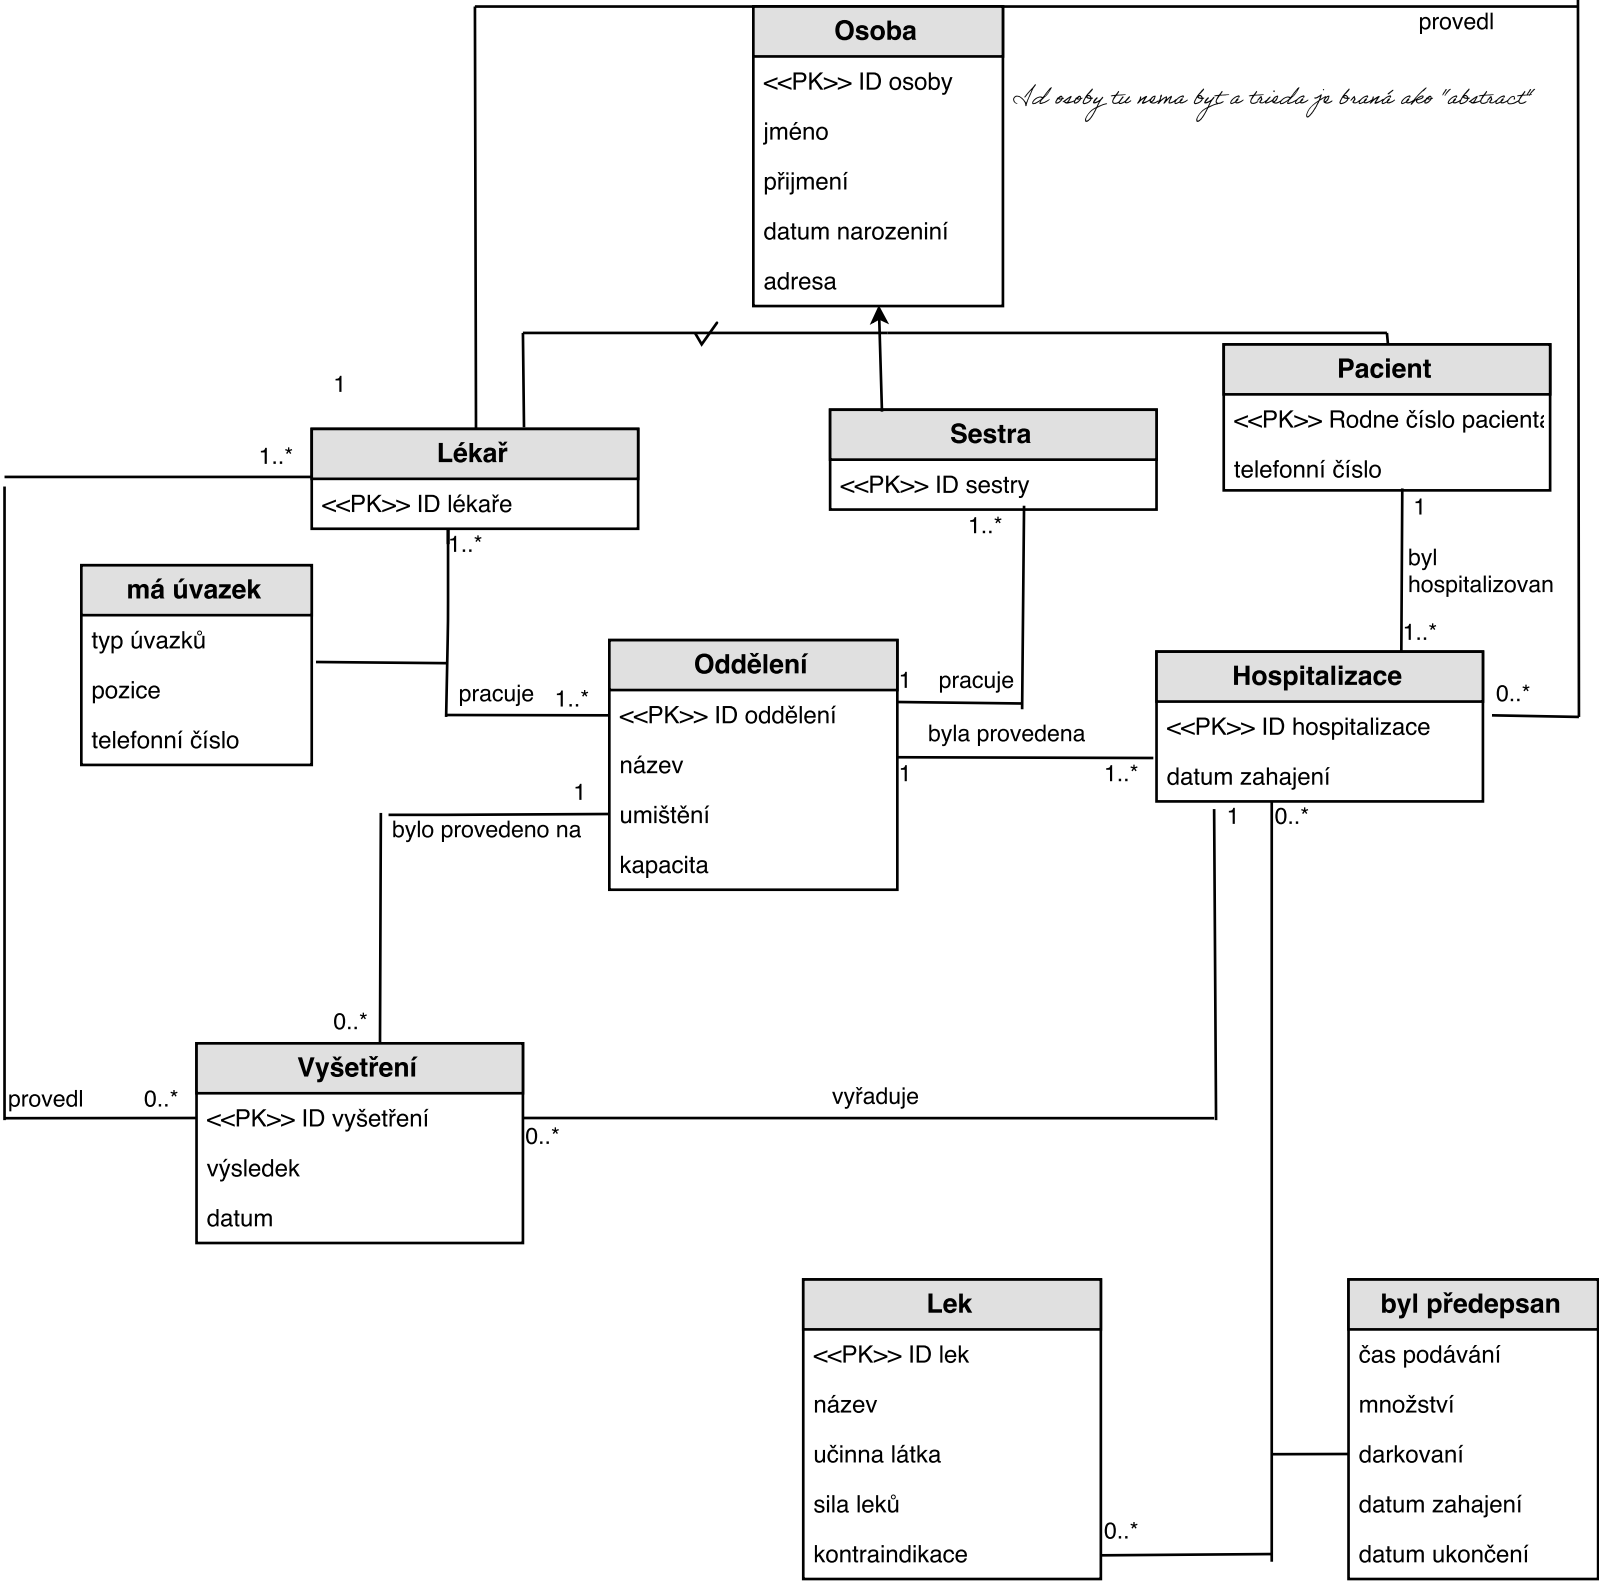 provedl
Osoba
<<PK>> ID osoby
jméno
přijmení
datum narozeniní
adresa
Id osoby tu nema byt a trieda je braná ako "abstract"
1
1..*
Lékař
<<PK>> ID lékaře
1..*
Sestra
<<PK>> ID sestry
1..*
Pacient
<<PK>> Rodne číslo pacienta
telefonní číslo
1
byl
hospitalizovan
1..*
má úvazek
typ úvazků
pozice
telefonní číslo
pracuje
1..*
Oddělení
<<PK>> ID oddělení
název
umištění
kapacita
1
pracuje
byla provedena
1
1..*
Hospitalizace
<<PK>> ID hospitalizace
datum zahajení
0..*
1
0..*
1
bylo provedeno na
0..*
Vyšetření
<<PK>> ID vyšetření
výsledek
datum
provedl
0..*
vyřaduje
0..*
Lek
<<PK>> ID lek
název
učinna látka
sila leků
kontraindikace
0..*
byl předepsan
čas podávání
množství
darkovaní
datum zahajení
datum ukončení